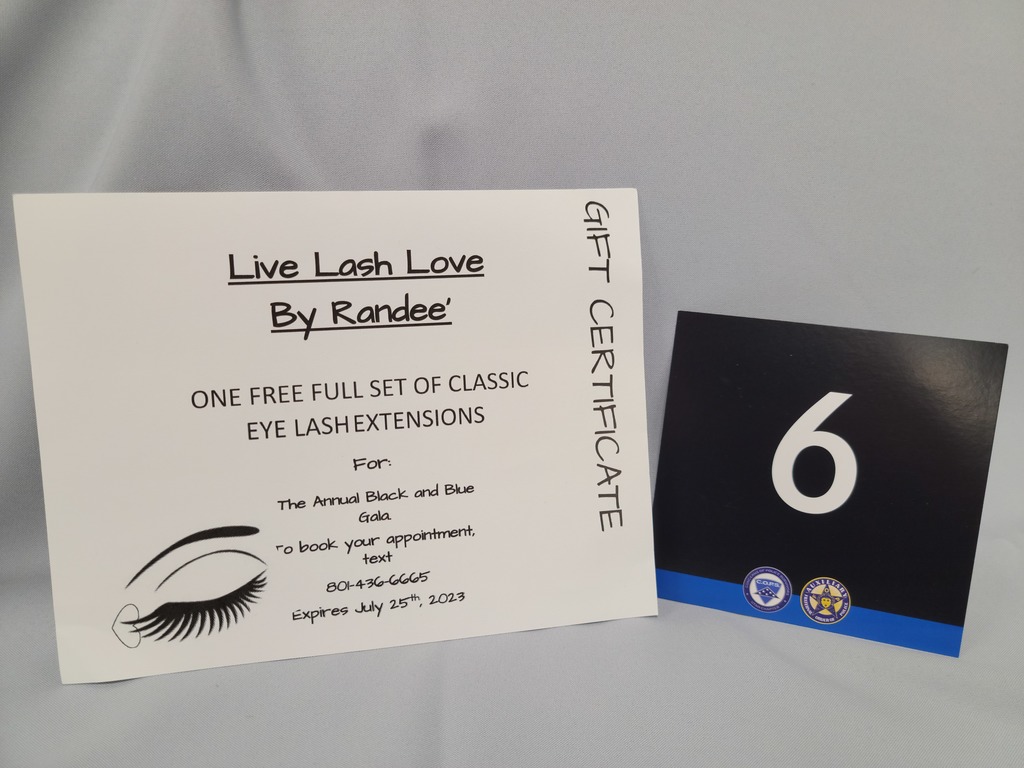 Live Lash Love
By Randee'
ONE FREE FULL SET OF CLASSIC
EYE LASH EXTENSIONS
For:
The Annual Black and Blue
Gala.
To book your appointment,
text
801-436-6665
Expires July 25th, 2023
GIFT CERTIFICATE
6
C.O.P.S
AUXILIARY